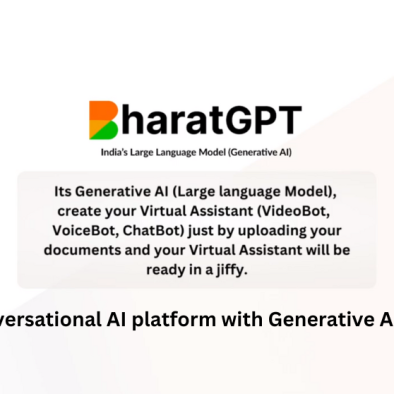 BharatGPT
India's Large Language Model (Generative AI)
Its Generative AI (Large language Model),
create your Virtual Assistant (VideoBot,
VoiceBot, ChatBot) just by uploading your
documents and your Virtual Assistant will be
ready in a jiffy.
versational AI platform with Generative A